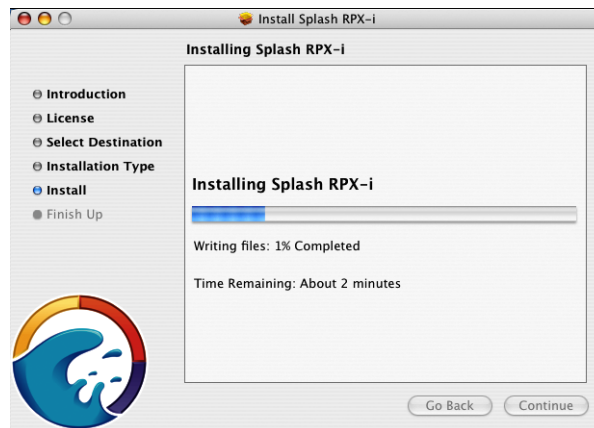 Install Splash RPX-i
Installing Splash RPX-i
Introduction
License
Select Destination
Installation Type
Install
Finish Up
Installing Splash RPX-i
Writing files: 1% Completed
Time Remaining: About 2 minutes
Go Back
Continue